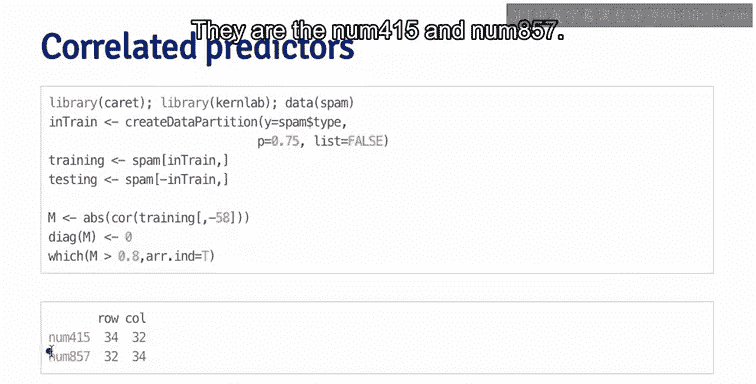 They are the num415 and num857.
Correlated predictors
library(caret); library(kernlab); data(spam)
inTrain <- createDataPartition(y=spam$type,
p=0.75, list=FALSE)
training <- spam[inTrain,]
testing <- spam[-inTrain,]
M <- abs(cor(training[,-58]))
diag(M) <- 0
which(M > 0.8,arr.ind=T)
row col
num415 34 32
num857 32 34